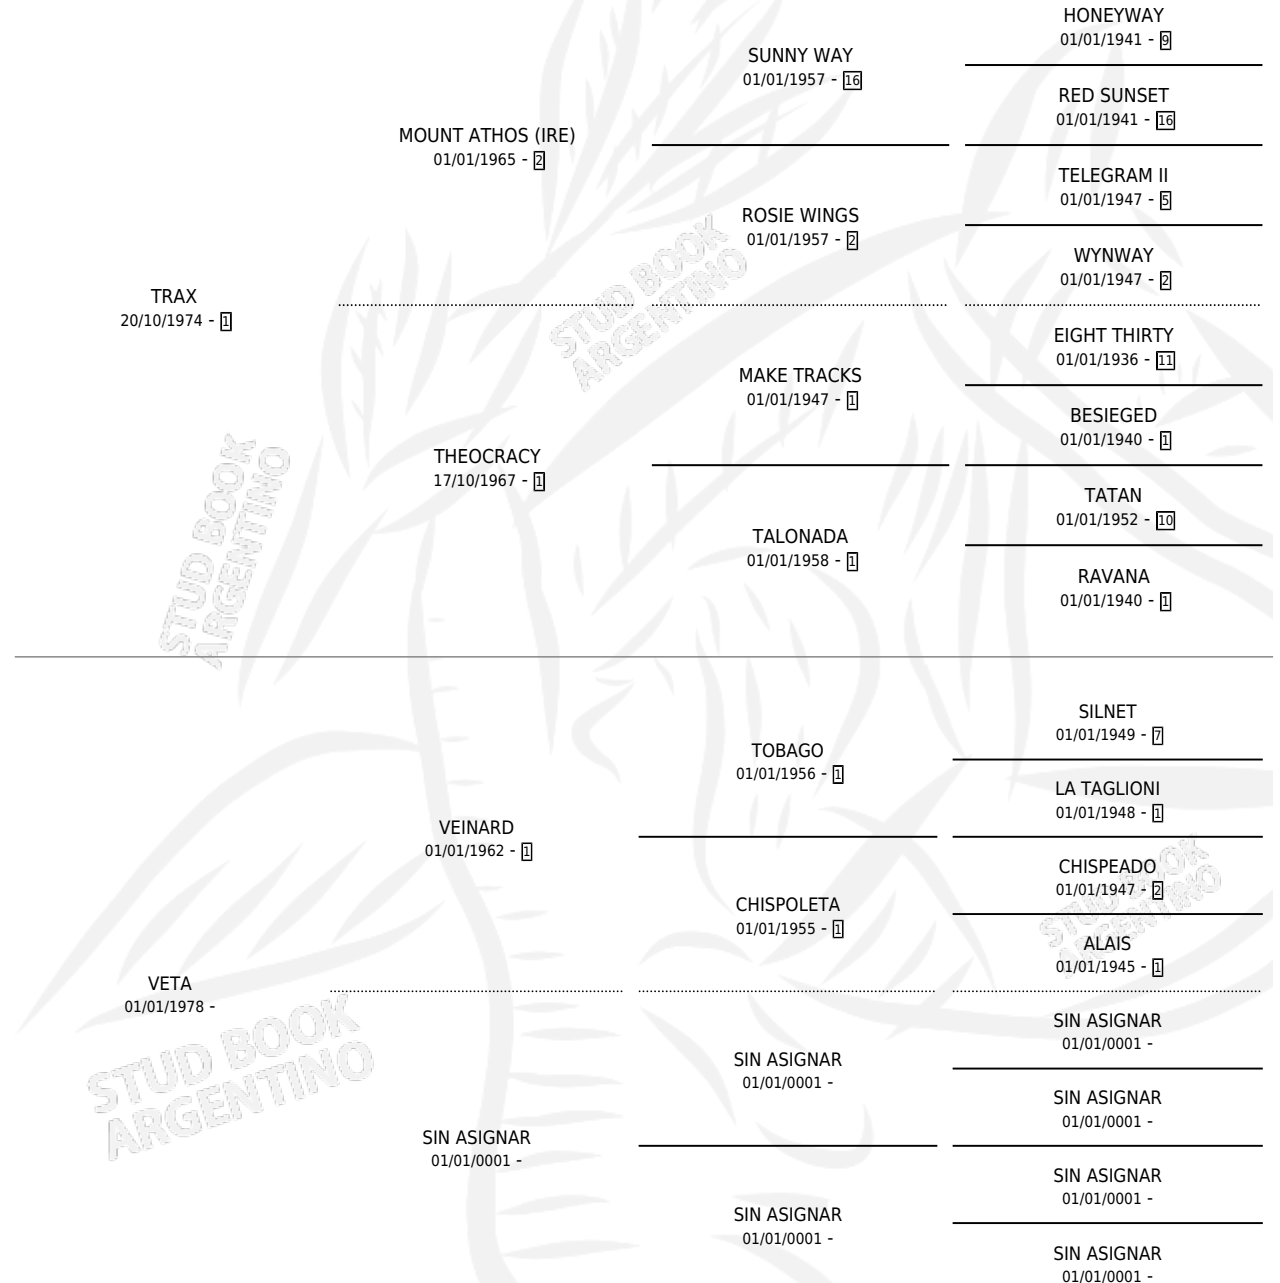 HONEYWAY
01/01/1941 - 9
SUNNY WAY
01/01/1957 - 16
RED SUNSET
01/01/1941 - 16
MOUNT ATHOS (IRE)
01/01/1965 - 2
TELEGRAM II
01/01/1947 - 5
ROSIE WINGS
01/01/1957 - 2
WYNWAY
01/01/1947 - 2
TRAX
20/10/1974 - 1
EIGHT THIRTY
01/01/1936 - 11
MAKE TRACKS
01/01/1947 - 1
BESIEGED
01/01/1940 - 1
THEOCRACY
17/10/1967 - 1
TATAN
01/01/1952 - 10
TALONADA
01/01/1958 - 1
RAVANA
01/01/1940 - 1
STUD BOOK
ARGENTINO
STUD BOOK
ARGENTINO
SILNET
01/01/1949 - 7
TOBAGO
01/01/1956 - 1
LA TAGLIONI
01/01/1948 - 1
VEINARD
01/01/1962 - 1
CHISPEADO
01/01/1947 - 2
CHISPOLETA
01/01/1955 - 1
ALAIS
01/01/1945 - 1
VETA
01/01/1978 -
SIN ASIGNAR
01/01/0001 -
SIN ASIGNAR
01/01/0001 -
SIN ASIGNAR
01/01/0001 -
SIN ASIGNAR
01/01/0001 -
SIN ASIGNAR
01/01/0001 -
SIN ASIGNAR
01/01/0001 -
SIN ASIGNAR
01/01/0001 -
STUD BOOK
ARGENTINO
STUD BOOK
ARGENTINO